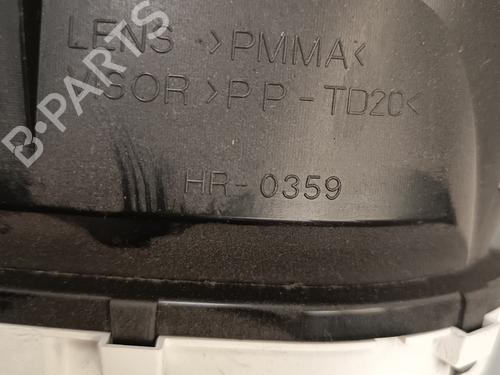 LENS >PMMA<
VISOR >PP-TD20<
HR-0359
B-PARTS